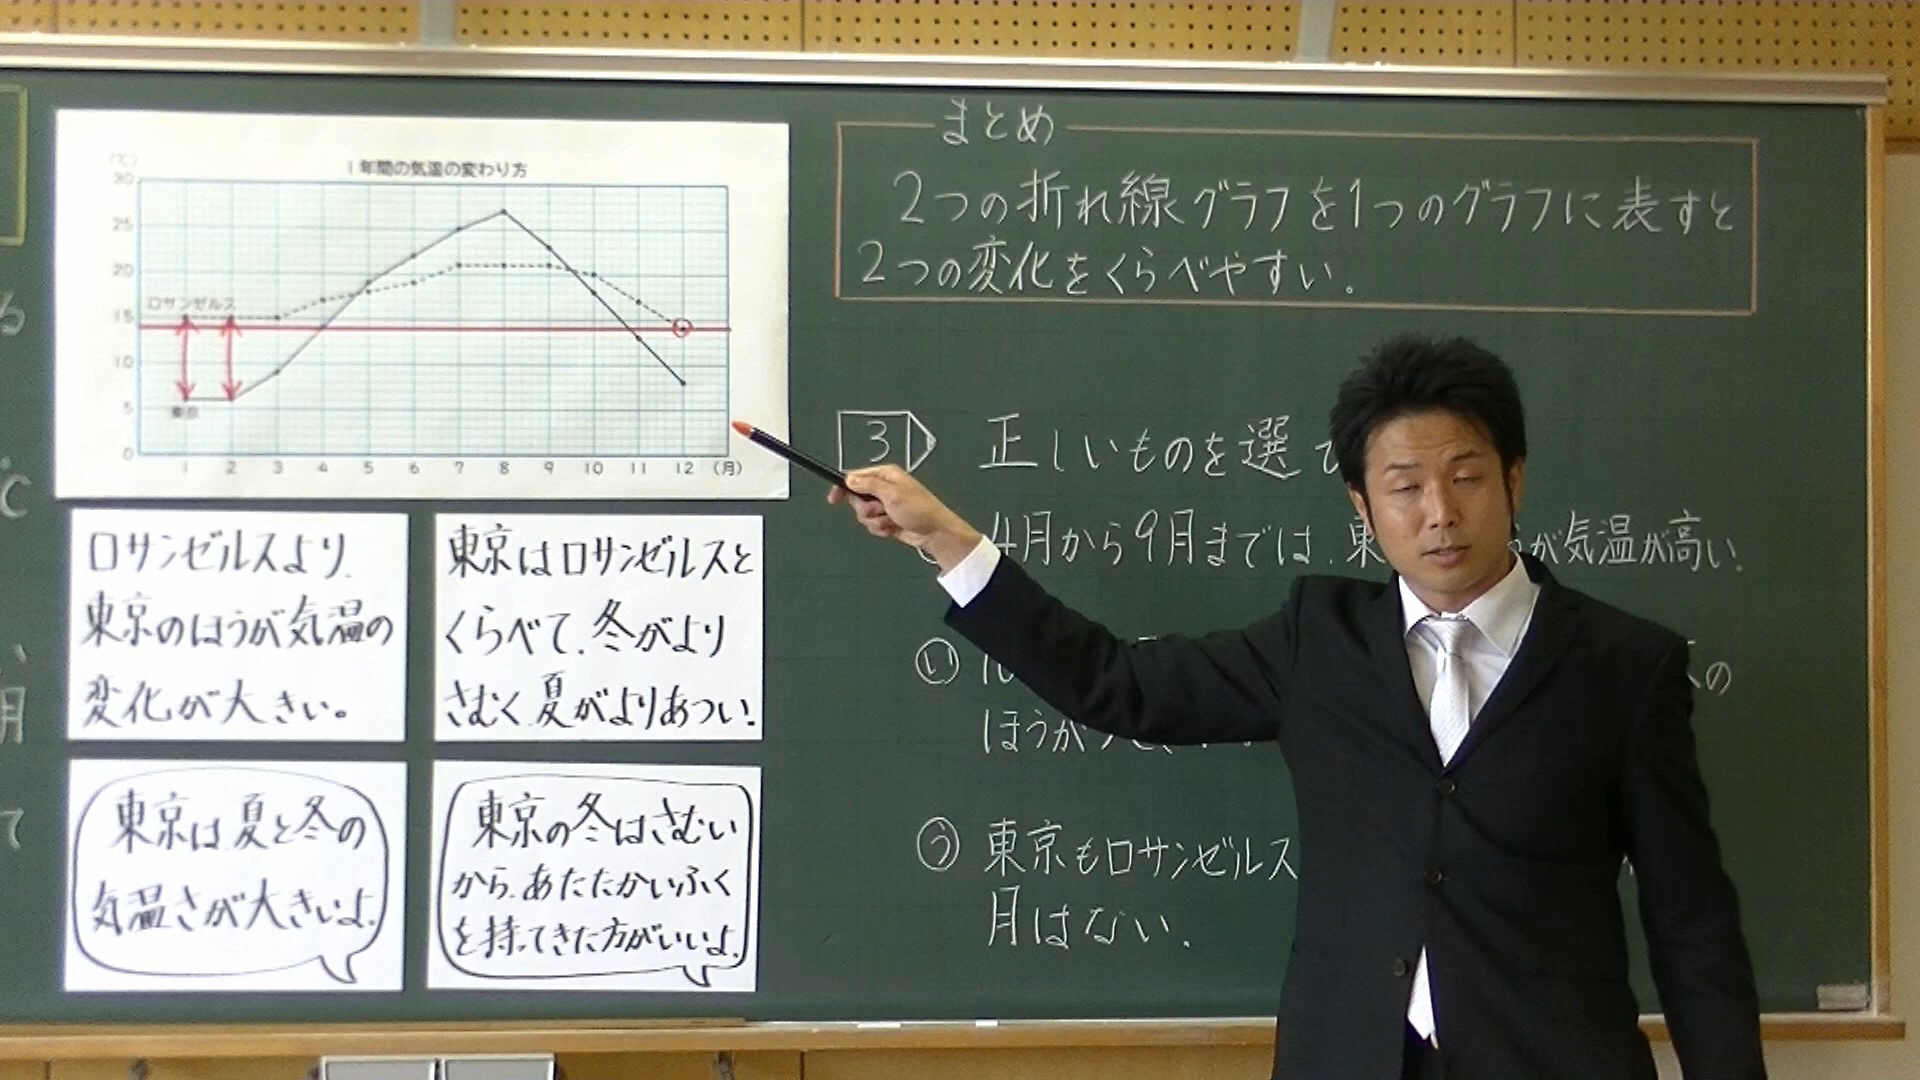 (℃)
1年間の気温の変わり方
30
25
20
15
10
5
0
ロサンゼルス
東京
1 2 3 4 5 6 7 8 9 10 11 12 (月)
ロサンゼルスより、
東京のほうが気温の
変化が大きい。
東京はロサンゼルスと
くらべて、冬がより
さむく、夏がよりあつい。
東京は夏と冬の
気温さが大きいよ。
東京の冬はさむい
から、あたたかいふく
を持ってきた方がいいよ。
まとめ
2つの折れ線グラフを1つのグラフに表すと
2つの変化をくらべやすい。
3 正しいものを選
4月から9月までは、東 が気温が高い。
い の
ほうが
う 東京もロサンゼルス
月はない。
る
℃
月
て